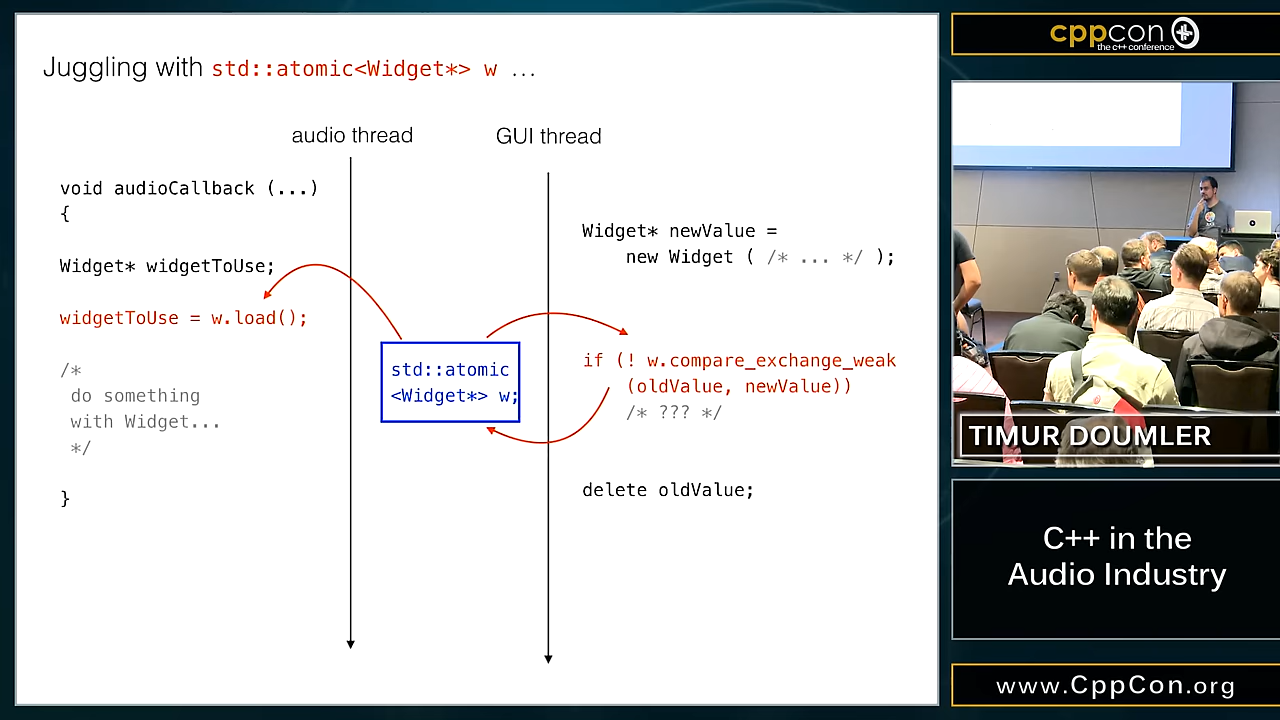 Juggling with std::atomic<Widget*> w ...
audio thread
GUI thread
void audioCallback (...)
{
Widget* widgetToUse;
widgetToUse = w.load();
/*
do something
with Widget...
*/
}
std::atomic
<Widget*> w;
Widget* newValue =
new Widget ( /* ... */ );
if (! w.compare_exchange_weak
(oldValue, newValue))
/* ??? */
delete oldValue;
cppcon
the c++ conference
TIMUR DOUMLER
C++ in the
Audio Industry
www.CppCon.org